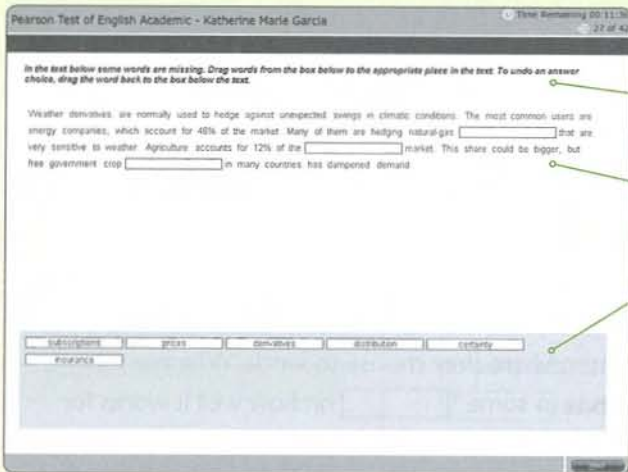 Pearson Test of English Academic - Katherine Marie Garcia
Time Remaining 00:11:36
27 of 42
In the text below some words are missing. Drag words from the box below to the appropriate place in the text. To undo an answer
choice, drag the word back to the box below the text.
Weather derivatives are normally used to hedge against unexpected swings in climatic conditions. The most common users are
energy companies, which account for 48% of the market. Many of them are hedging natural-gas that are
very sensitive to weather. Agriculture accounts for 12% of the market. This share could be bigger, but
free government crop in many countries has dampened demand.
subscriptions prices derivatives distribution certainty
insurance